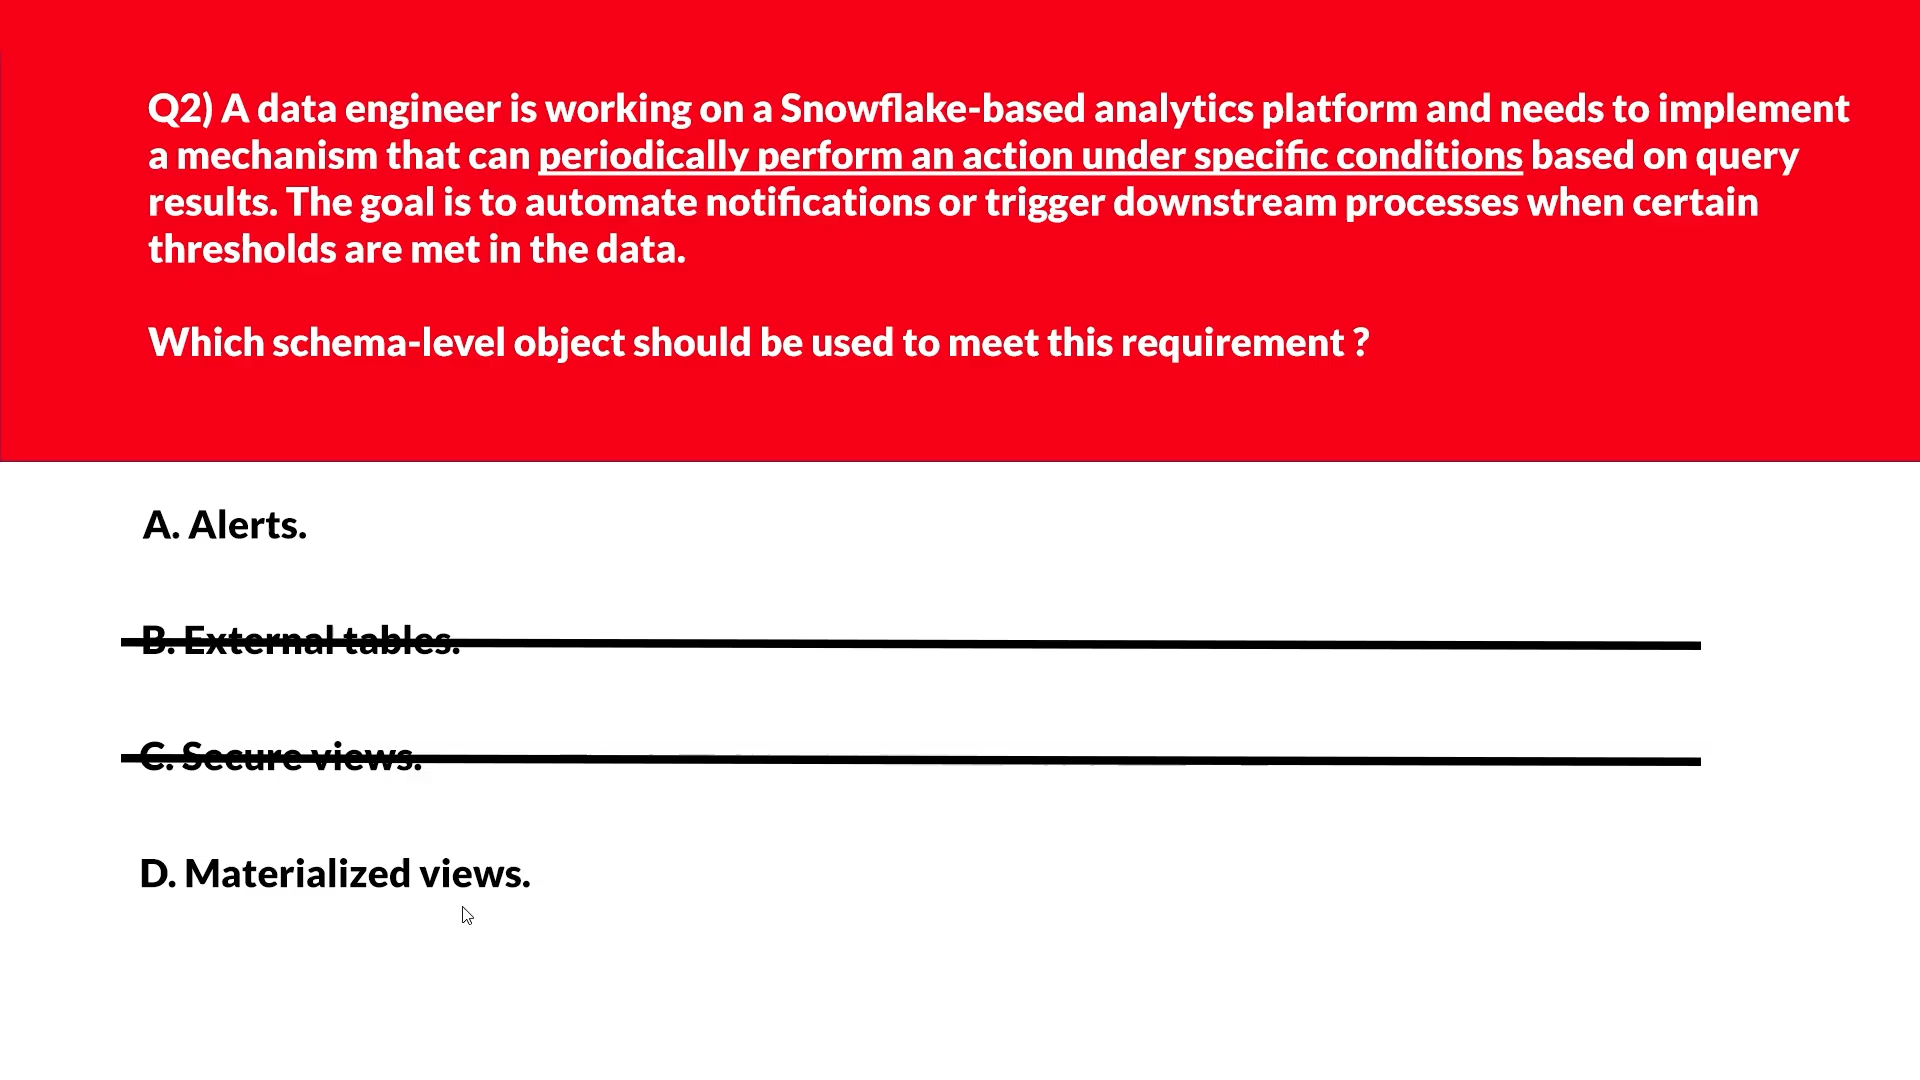 Q2) A data engineer is working on a Snowflake-based analytics platform and needs to implement
a mechanism that can periodically perform an action under specific conditions based on query
results. The goal is to automate notifications or trigger downstream processes when certain
thresholds are met in the data.
Which schema-level object should be used to meet this requirement ?
A. Alerts.
B. External tables.
C. Secure views.
D. Materialized views.